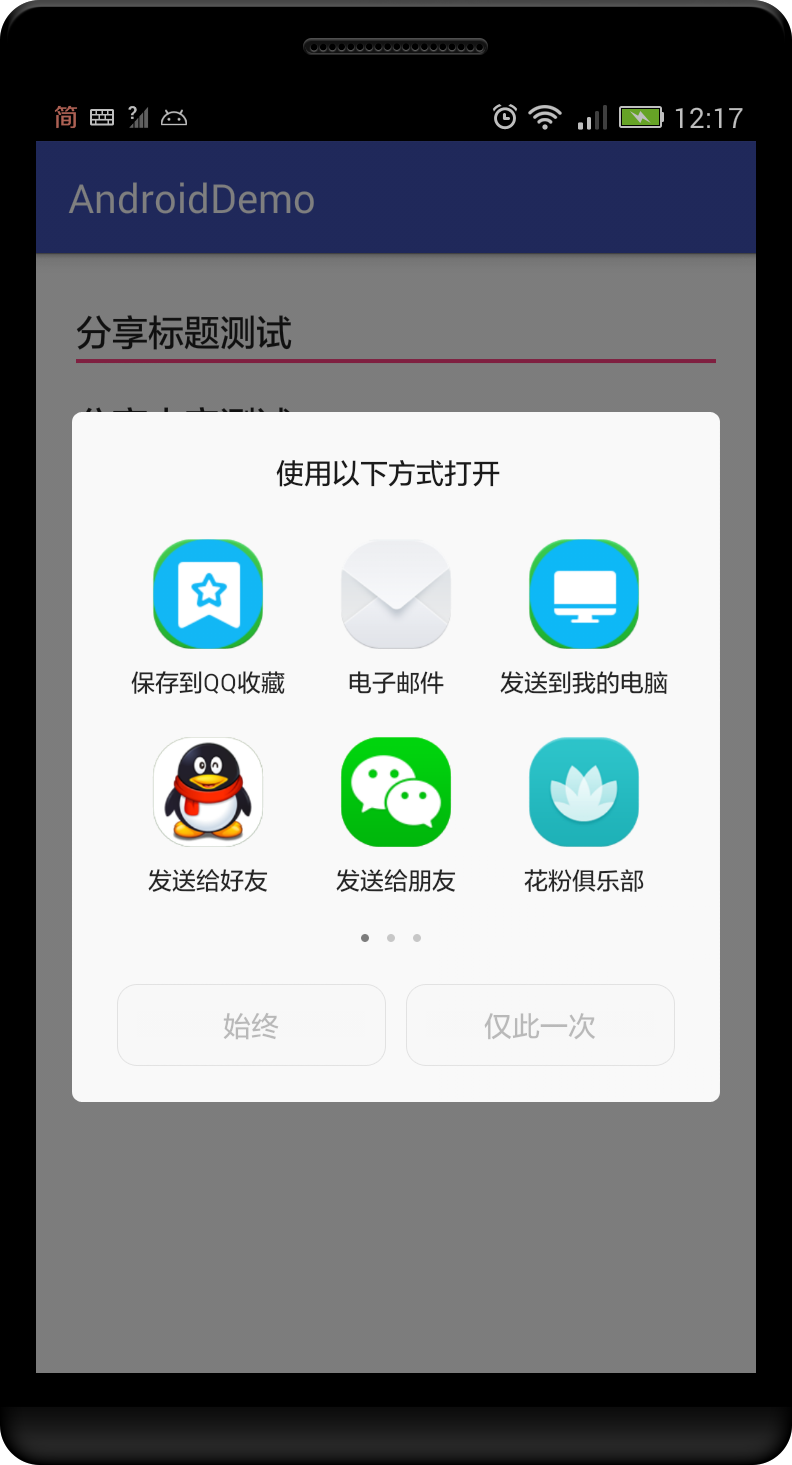 简 12:17
AndroidDemo
分享标题测试
使用以下方式打开
保存到QQ收藏 电子邮件 发送到我的电脑
发送给好友 发送给朋友 花粉俱乐部
始终 仅此一次